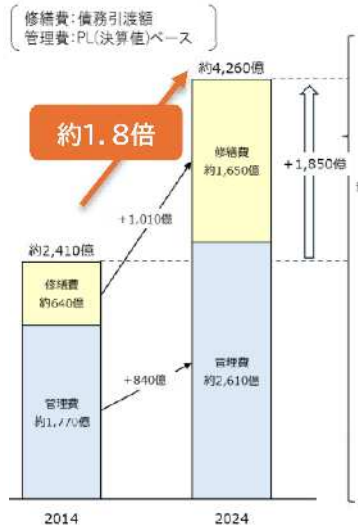 修繕費:債務引渡額
管理費:PL(決算値)ベース
約4,260億
約1.8倍
修繕費
約1,650億
+1,850億
+1,010億
約2,410億
修繕費
約640億
+840億
管理費
約2,610億
管理費
約1,770億
2014
2024